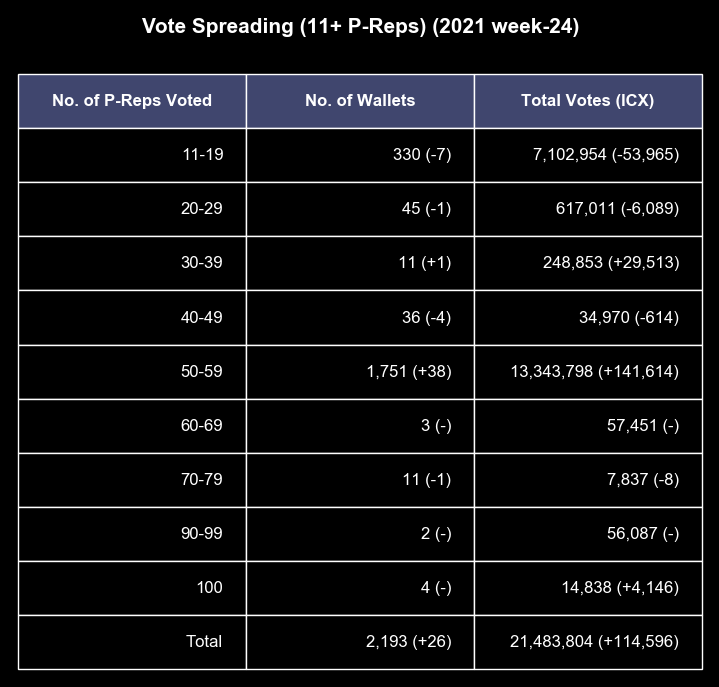 Vote Spreading (11+ P-Reps) (2021 week-24)
No. of P-Reps Voted No. of Wallets Total Votes (ICX)
11-19 330 (-7) 7,102,954 (-53,965)
20-29 45 (-1) 617,011 (-6,089)
30-39 11 (+1) 248,853 (+29,513)
40-49 36 (-4) 34,970 (-614)
50-59 1,751 (+38) 13,343,798 (+141,614)
60-69 3 (-) 57,451 (-)
70-79 11 (-1) 7,837 (-8)
90-99 2 (-) 56,087 (-)
100 4 (-) 14,838 (+4,146)
Total 2,193 (+26) 21,483,804 (+114,596)